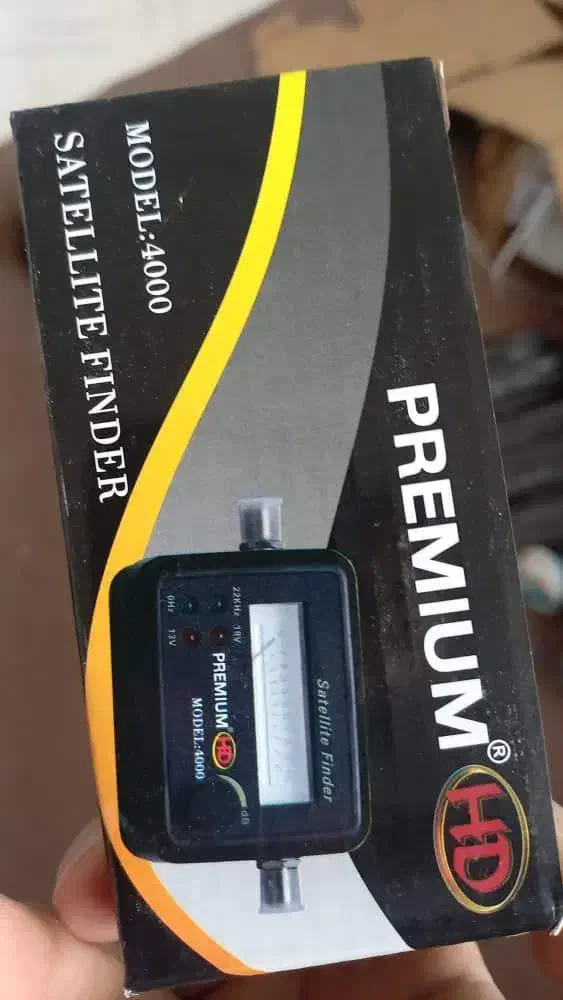 PREMIUM® HD
MODEL:4000
SATELLITE FINDER
Satellite Finder
22KHz 18V
0Hz 13V
PREMIUM HD
MODEL:4000
dB